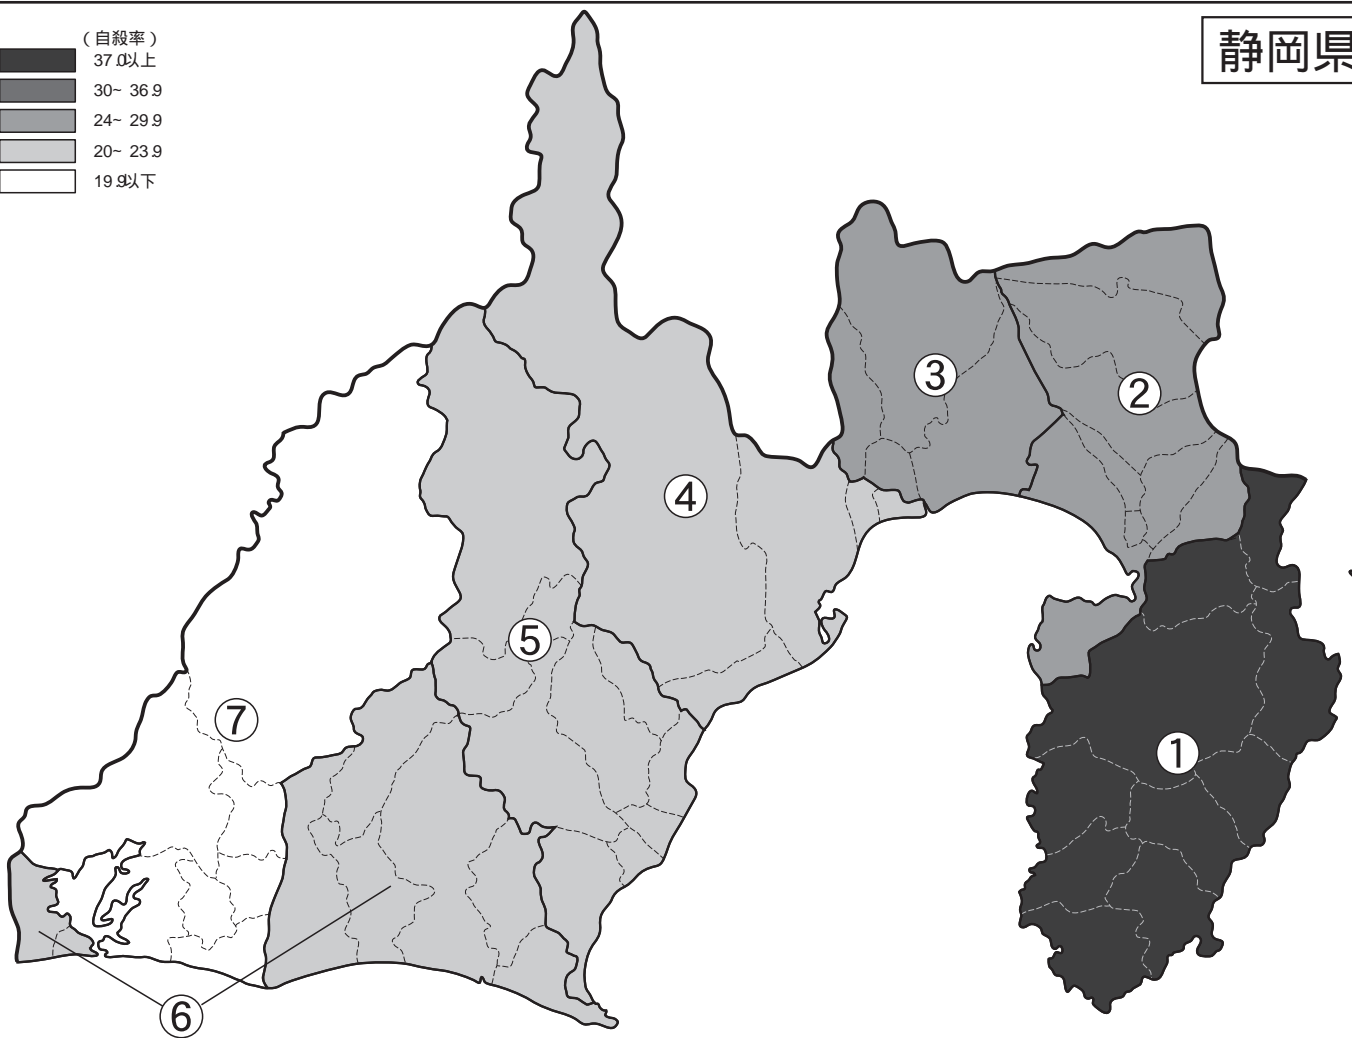 (自殺率)
37.0以上
30~ 36.9
24~ 29.9
20~ 23.9
19.9以下
静岡県
③
②
④
⑤
⑦
①
⑥